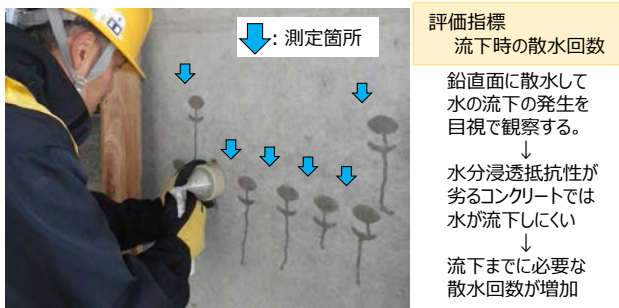 ：測定箇所
評価指標
流下時の散水回数
鉛直面に散水して
水の流下の発生を
目視で観察する。
↓
水分浸透抵抗性が
劣るコンクリートでは
水が流下しにくい
↓
流下までに必要な
散水回数が増加